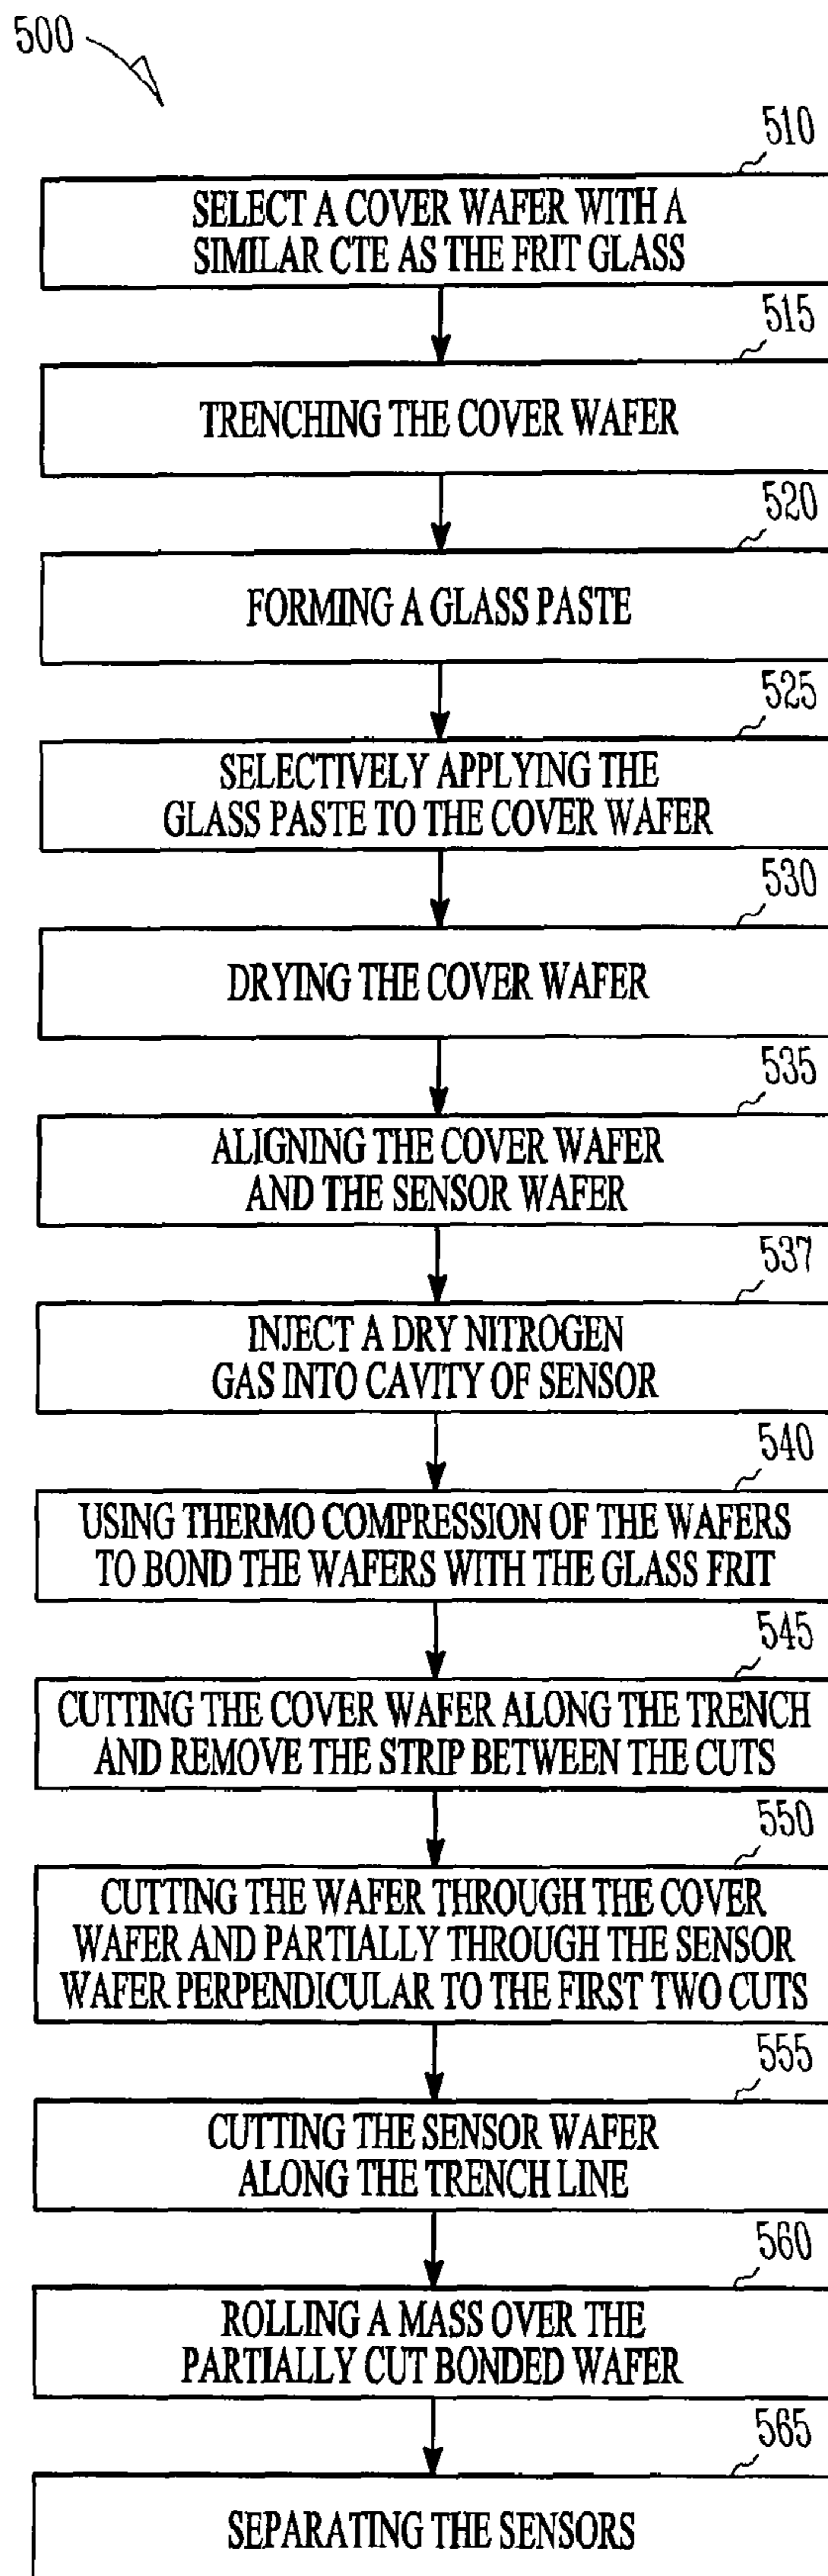 500
510
SELECT A COVER WAFER WITH A
SIMILAR CTE AS THE FRIT GLASS
515
TRENCHING THE COVER WAFER
520
FORMING A GLASS PASTE
525
SELECTIVELY APPLYING THE
GLASS PASTE TO THE COVER WAFER
530
DRYING THE COVER WAFER
535
ALIGNING THE COVER WAFER
AND THE SENSOR WAFER
537
INJECT A DRY NITROGEN
GAS INTO CAVITY OF SENSOR
540
USING THERMO COMPRESSION OF THE WAFERS
TO BOND THE WAFERS WITH THE GLASS FRIT
545
CUTTING THE COVER WAFER ALONG THE TRENCH
AND REMOVE THE STRIP BETWEEN THE CUTS
550
CUTTING THE WAFER THROUGH THE COVER
WAFER AND PARTIALLY THROUGH THE SENSOR
WAFER PERPENDICULAR TO THE FIRST TWO CUTS
555
CUTTING THE SENSOR WAFER
ALONG THE TRENCH LINE
560
ROLLING A MASS OVER THE
PARTIALLY CUT BONDED WAFER
565
SEPARATING THE SENSORS